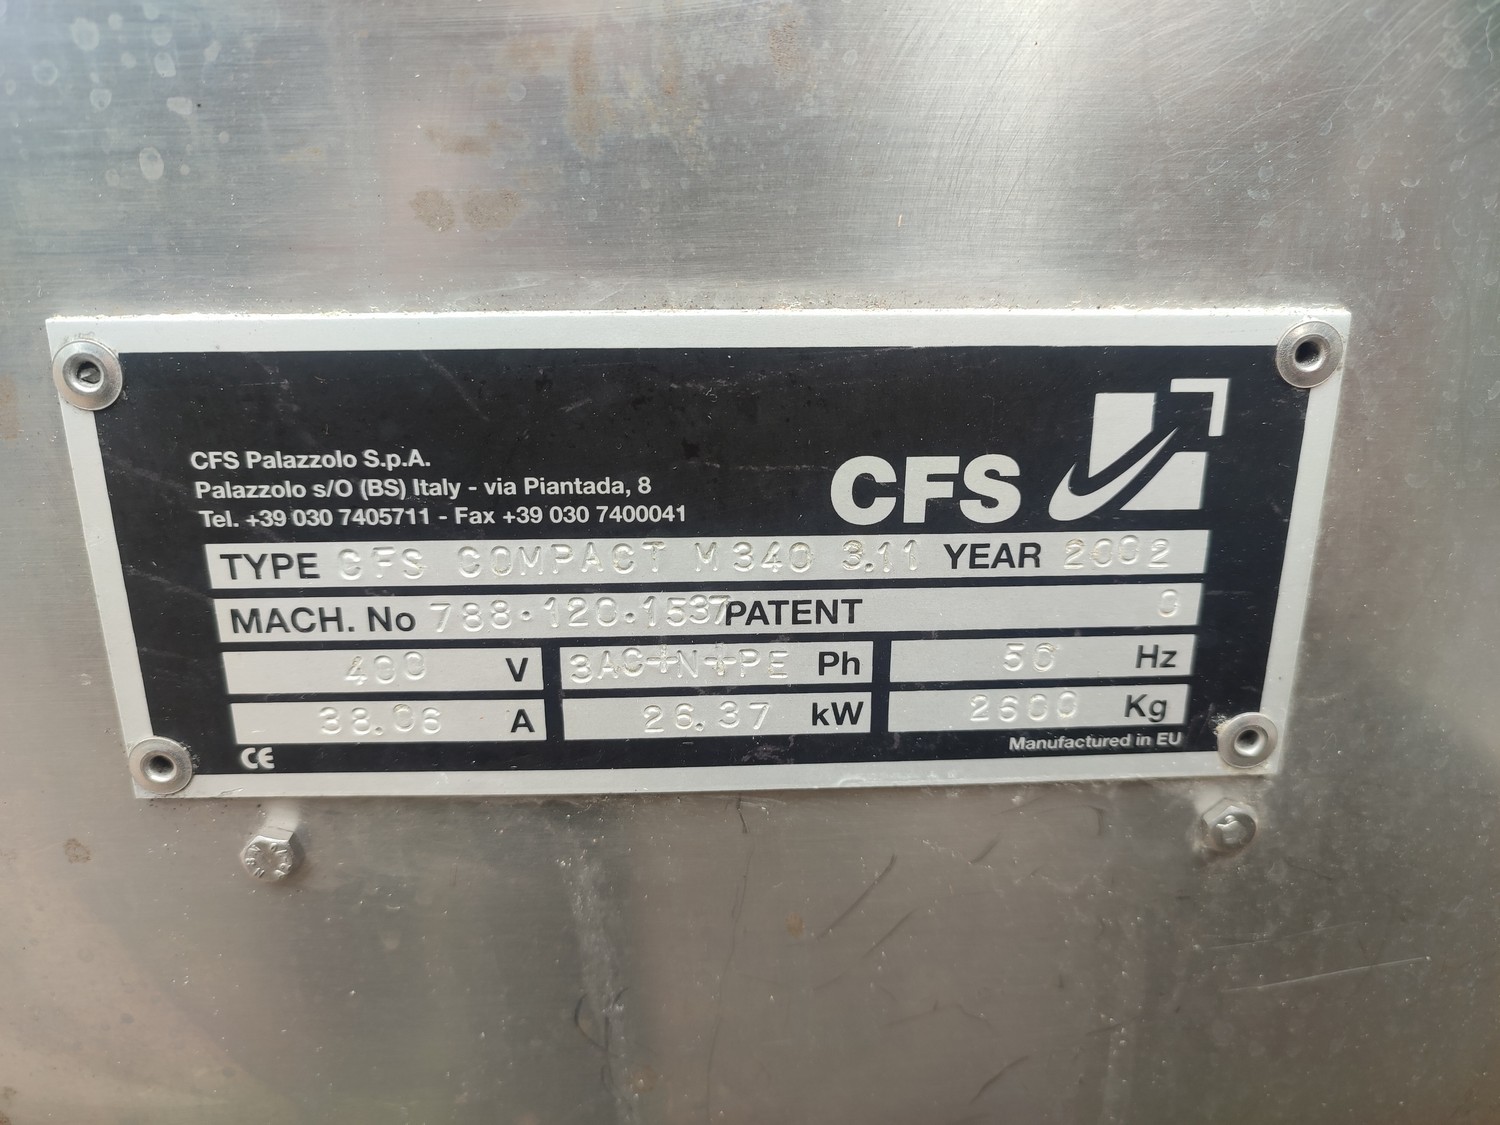 CFS Palazzolo S.p.A.
Palazzolo s/O (BS) Italy - via Piantada, 8
Tel. +39 030 7405711 - Fax +39 030 7400041
CFS
TYPE CFS COMPACT M340 3.11 YEAR 2002
MACH. No 788.120.1537 PATENT 0
400 V 3AC+N+PE Ph 50 Hz
38.06 A 26.37 kW 2600 Kg
CE Manufactured in EU